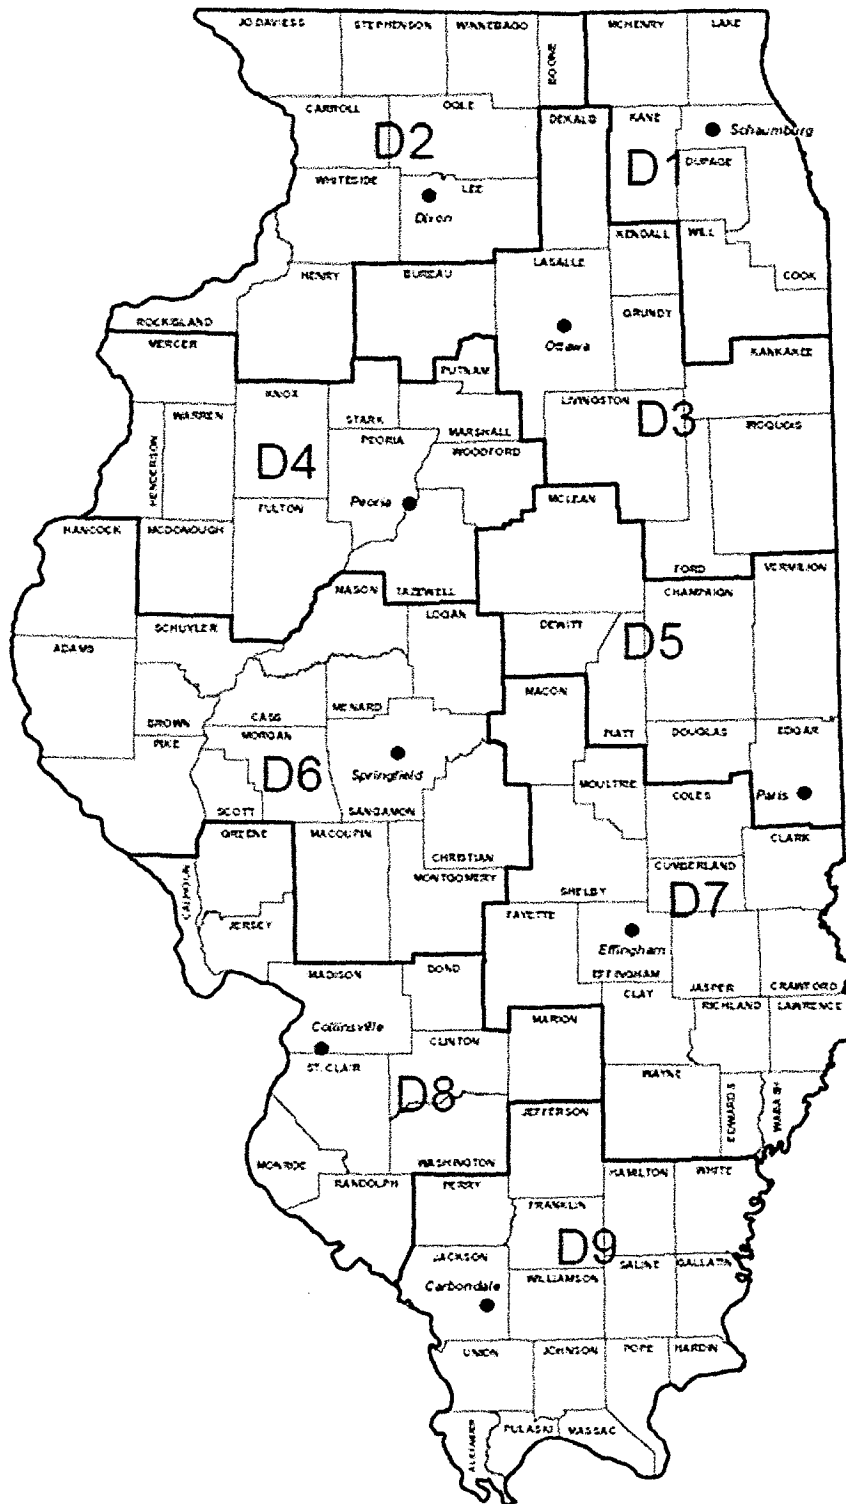 JO DAVIESS
STEPHENSON
WINNEBAGO
BOONE
MCHENRY
LAKE
CARROLL
OGLE
DEKALB
KANE
Schaumburg
D2
D1
DUPAGE
WHITESIDE
LEE
Dixon
KENDALL
WILL
HENRY
BUREAU
LASALLE
COOK
GRUNDY
ROCK ISLAND
Ottawa
MERCER
KANKAKEE
PUTNAM
KNOX
STARK
LIVINGSTON
WARREN
D3
IROQUOIS
MARSHALL
PEORIA
WOODFORD
HENDERSON
D4
MCLEAN
Peoria
FULTON
HANCOCK
MCDONOUGH
FORD
VERMILION
MASON
TAZEWELL
CHAMPAIGN
LOGAN
SCHUYLER
DEWITT
ADAMS
D5
MACON
MENARD
CASS
BROWN
PIKE
MORGAN
PIATT
DOUGLAS
EDGAR
Springfield
D6
MOULTRIE
COLES
Paris
SCOTT
SANGAMON
GREENE
MACOUPIN
CLARK
CHRISTIAN
CUMBERLAND
MONTGOMERY
CALHOUN
SHELBY
D7
FAYETTE
JERSEY
Effingham
MADISON
BOND
EFFINGHAM
JASPER
CRAWFORD
CLAY
RICHLAND
LAWRENCE
MARION
Collinsville
CLINTON
ST. CLAIR
WAYNE
D8
EDWARDS
WABASH
JEFFERSON
MONROE
WASHINGTON
HAMILTON
WHITE
RANDOLPH
PERRY
FRANKLIN
D9
JACKSON
SALINE
GALLATIN
Carbondale
WILLIAMSON
UNION
JOHNSON
POPE
HARDIN
ALEXANDER
PULASKI
MASSAC